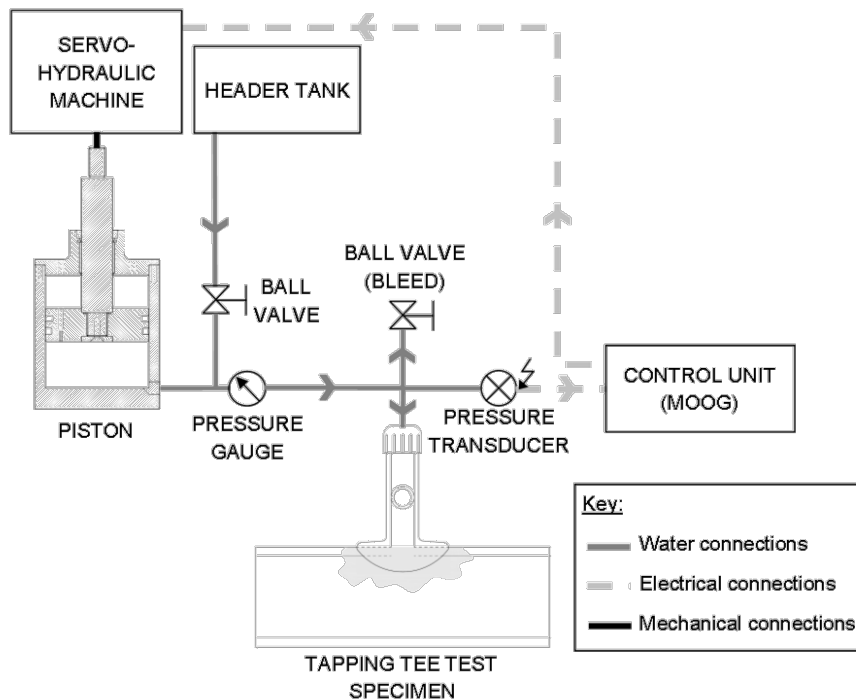 SERVO-
HYDRAULIC
MACHINE
HEADER TANK
BALL VALVE
(BLEED)
BALL
VALVE
CONTROL UNIT
(MOOG)
PISTON
PRESSURE
GAUGE
PRESSURE
TRANSDUCER
Key:
Water connections
Electrical connections
Mechanical connections
TAPPING TEE TEST
SPECIMEN